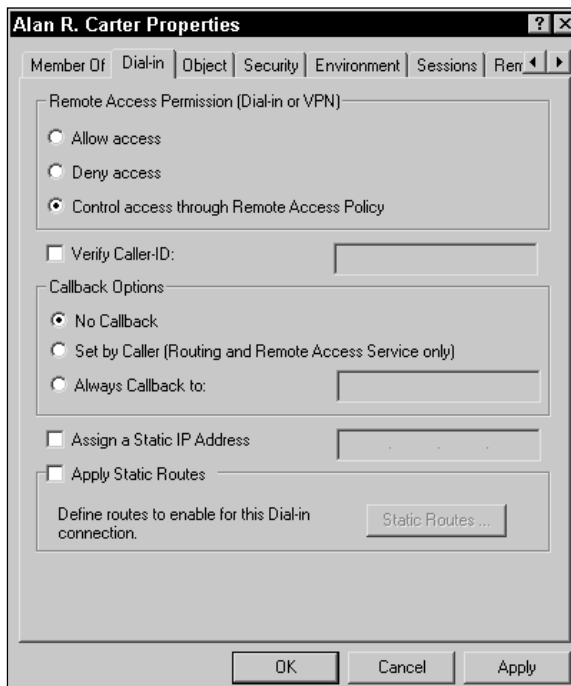 Alan R. Carter Properties
Member Of Dial-in Object Security Environment Sessions
Remote Access Permission (Dial-in or VPN)
Allow access
Deny access
Control access through Remote Access Policy
Verify Caller-ID:
Callback Options
No Callback
Set by Caller (Routing and Remote Access Service only)
Always Callback to:
Assign a Static IP Address
Apply Static Routes
Define routes to enable for this Dial-in
connection.
Static Routes ...
OK Cancel Apply